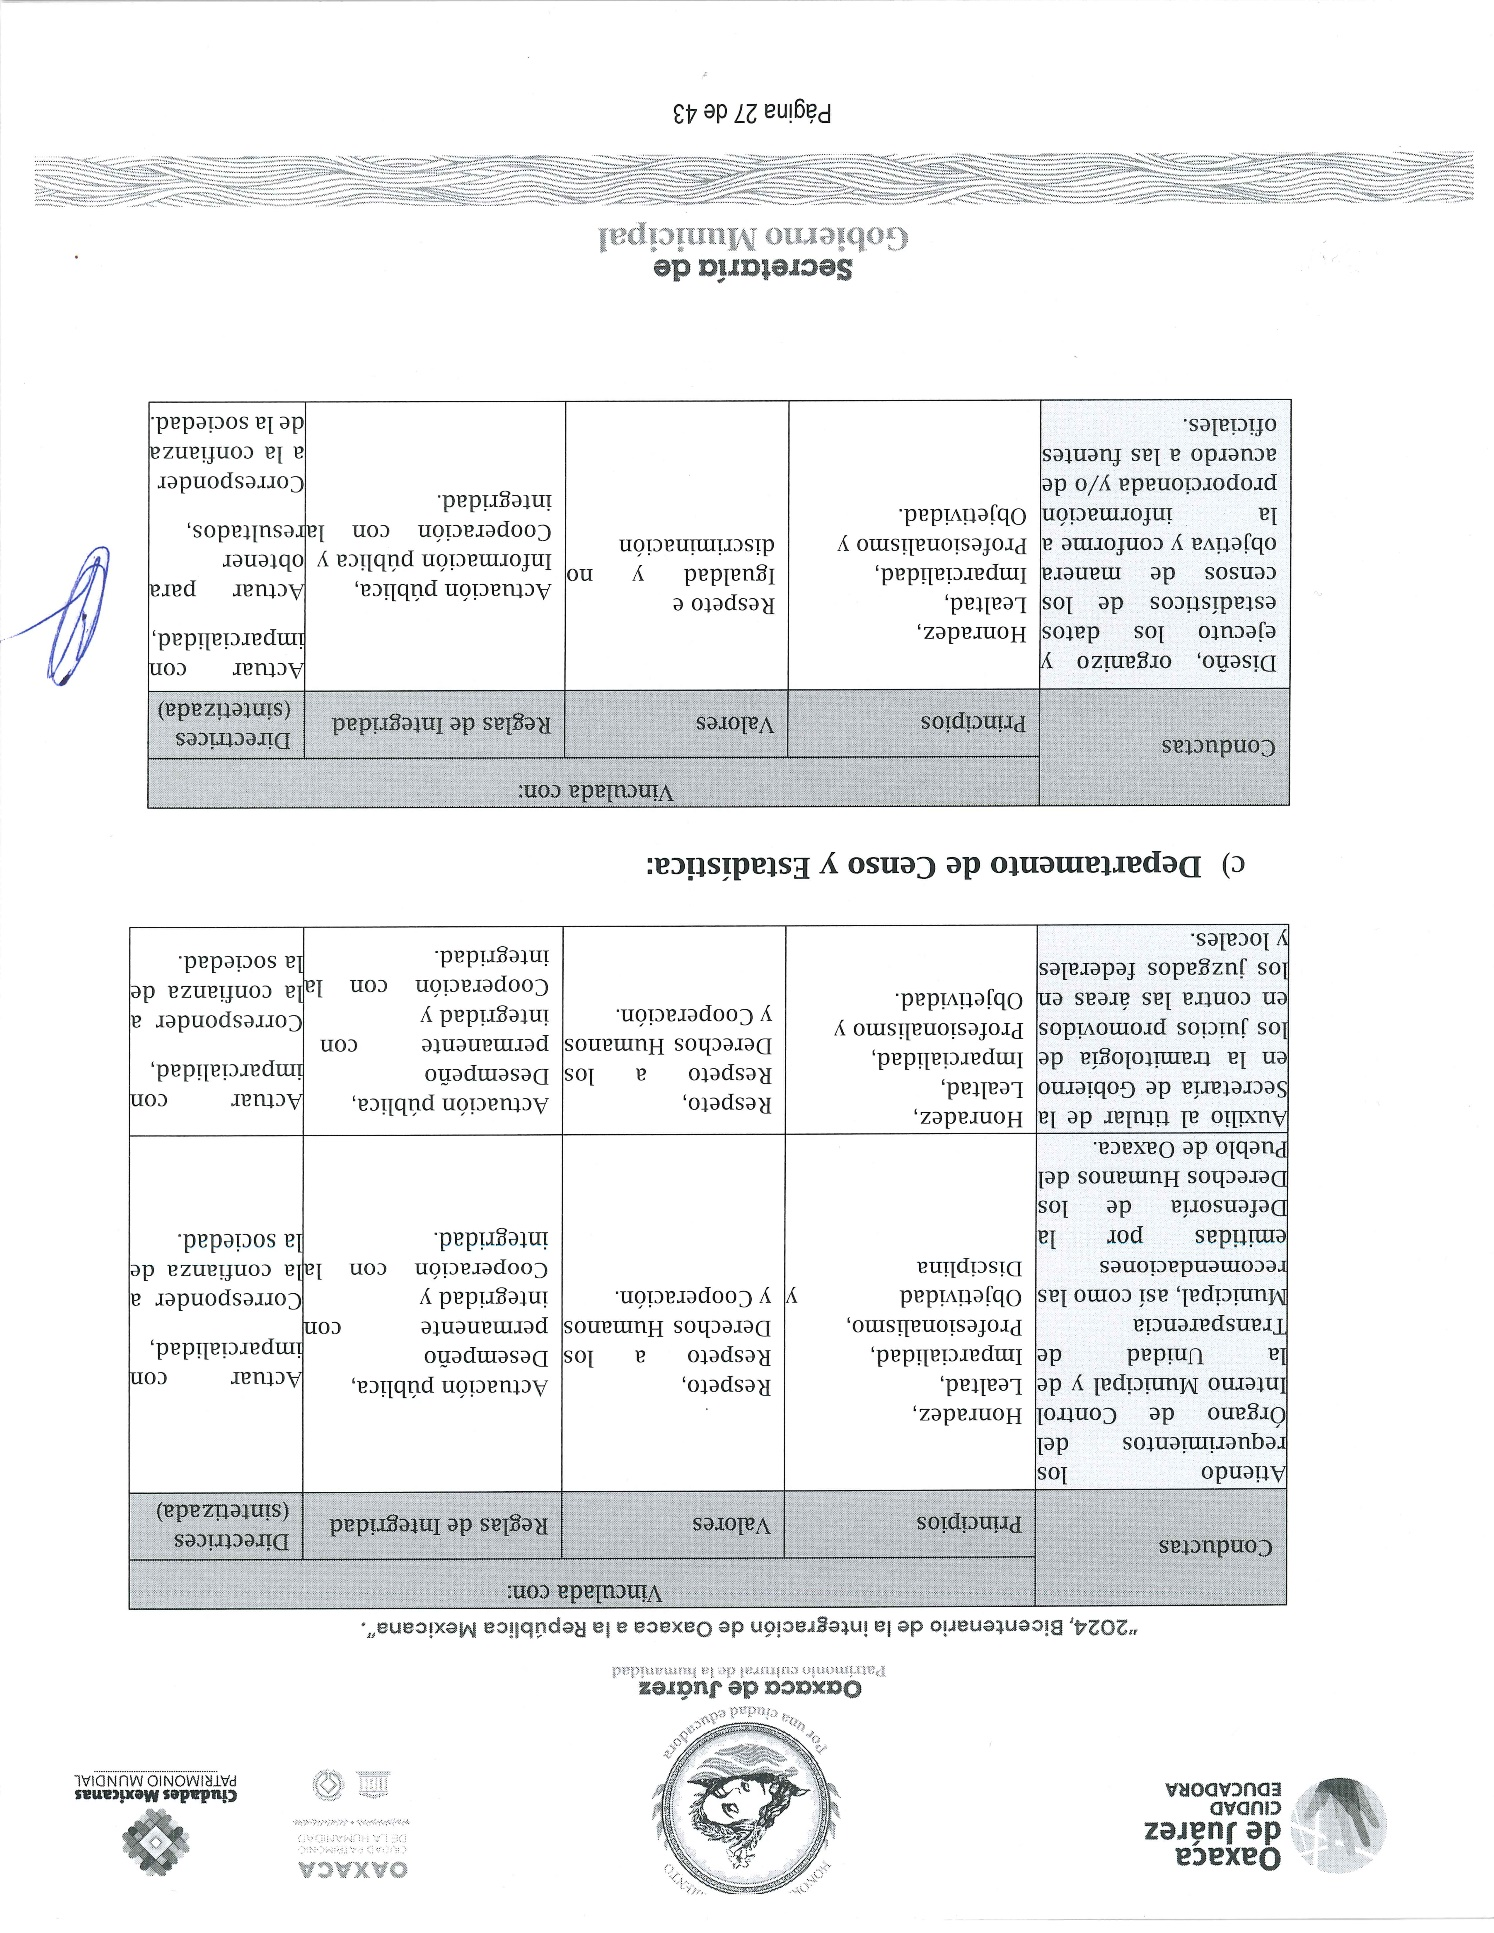 Oaxaca
de Juárez
CIUDAD
EDUCADORA
Por una ciudad educadora
Oaxaca de Juárez
Patrimonio cultural de la humanidad
OAXACA
Ciudades Mexicanas
PATRIMONIO MUNDIAL
"2024, Bicentenario de la integración de Oaxaca a la República Mexicana".
Conductas
Vinculada con:
Principios
Valores
Reglas de Integridad
Directrices
(sintetizada)
Atiendo los
requerimientos del
Órgano de Control
Interno Municipal y de
la Unidad de
Transparencia
Municipal, así como las
recomendaciones
emitidas por la
Defensoría de los
Derechos Humanos del
Pueblo de Oaxaca.
Honradez,
Lealtad,
Imparcialidad,
Profesionalismo,
Objetividad y
Disciplina
Respeto,
Respeto a los
Derechos Humanos
y Cooperación.
Actuación pública,
Desempeño
permanente con
integridad y
Cooperación con la
integridad.
Actuar con
imparcialidad,
Corresponder a
la confianza de
la sociedad.
Auxilio al titular de la
Secretaría de Gobierno
en la tramitología de
los juicios promovidos
en contra las áreas en
los juzgados federales
y locales.
Honradez,
Lealtad,
Imparcialidad,
Profesionalismo y
Objetividad.
Respeto,
Respeto a los
Derechos Humanos
y Cooperación.
Actuación pública,
Desempeño
permanente con
integridad y
Cooperación con la
integridad.
Actuar con
imparcialidad,
Corresponder a
la confianza de
la sociedad.
c) Departamento de Censo y Estadística:
Conductas
Vinculada con:
Principios
Valores
Reglas de Integridad
Directrices
(sintetizada)
Diseño, organizo y
ejecuto los datos
estadísticos de los
censos de manera
objetiva y conforme a
la información
proporcionada y/o de
acuerdo a las fuentes
oficiales.
Honradez,
Lealtad,
Imparcialidad,
Profesionalismo y
Objetividad.
Respeto e
Igualdad y no
discriminación
Actuación pública,
Información pública y
Cooperación con la
integridad.
Actuar con
imparcialidad,
Actuar para
obtener
resultados,
Corresponder
a la confianza
de la sociedad.
Secretaría de
Gobierno Municipal
Página 27 de 43